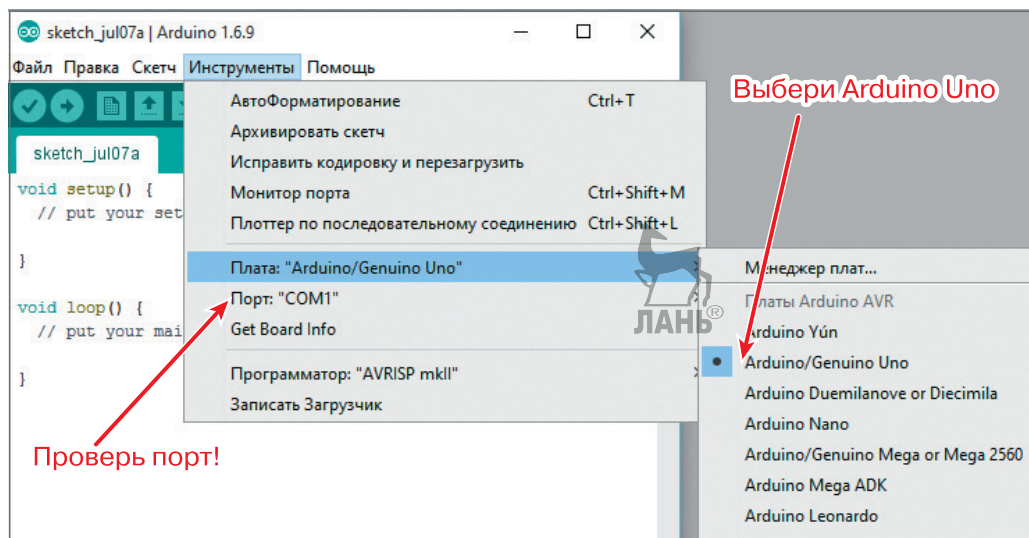 sketch_jul07a | Arduino 1.6.9
Файл Правка Скетч Инструменты Помощь
sketch_jul07a
void setup() {
// put your set
}
void loop() {
// put your mai
}
АвтоФорматирование Ctrl+T
Архивировать скетч
Исправить кодировку и перезагрузить
Монитор порта Ctrl+Shift+M
Плоттер по последовательному соединению Ctrl+Shift+L
Плата: "Arduino/Genuino Uno"
Порт: "COM1"
Get Board Info
Программатор: "AVRISP mkII"
Записать Загрузчик
Выбери Arduino Uno
Менеджер плат...
Платы Arduino AVR
Arduino Yún
Arduino/Genuino Uno
Arduino Duemilanove or Diecimila
Arduino Nano
Arduino/Genuino Mega or Mega 2560
Arduino Mega ADK
Arduino Leonardo
Проверь порт!
ЛАНЬ®